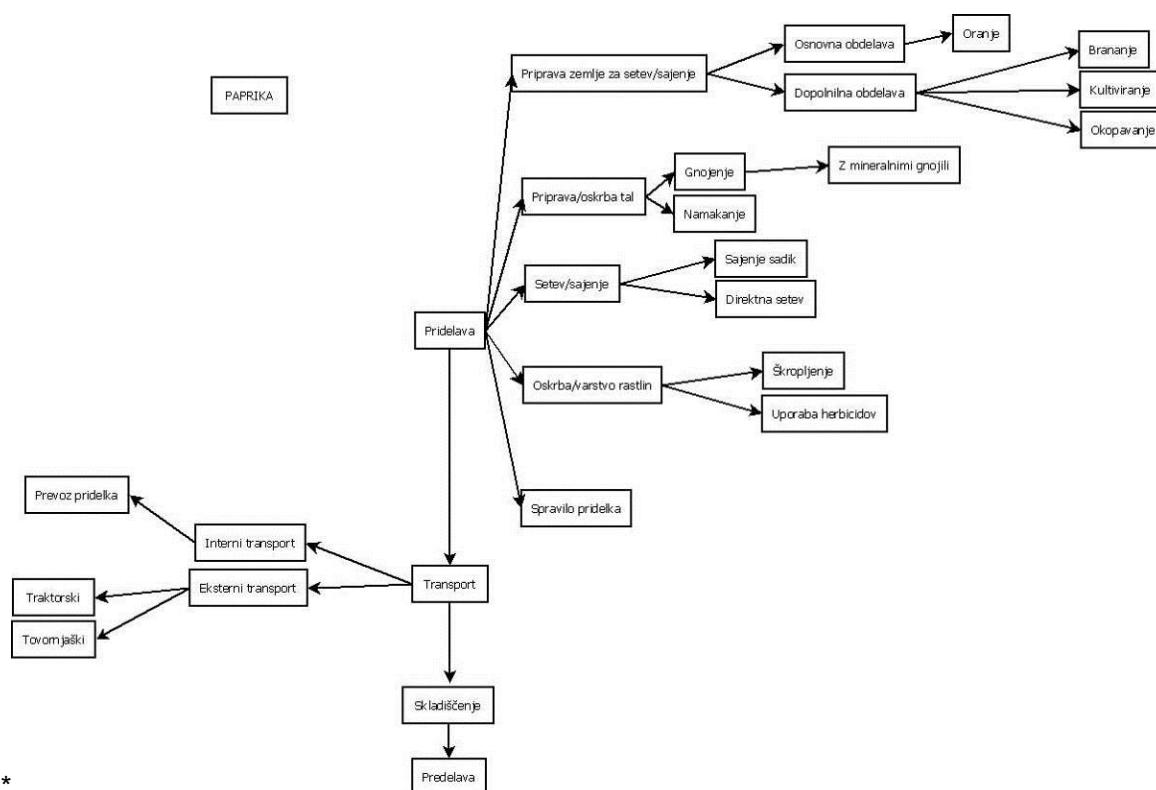 PAPRIKA
Priprava zemlje za setev/sajenje
Osnovna obdelava
Oranje
Dopolnilna obdelava
Brananje
Kultiviranje
Okopavanje
Priprava/oskrba tal
Gnojenje
Z mineralnimi gnojili
Namakanje
Setev/sajenje
Sajenje sadik
Direktna setev
Pridelava
Oskrba/varstvo rastlin
Škropljenje
Uporaba herbicidov
Spravilo pridelka
Prevoz pridelka
Interni transport
Eksterni transport
Transport
Traktorski
Tovornjaški
Skladiščenje
Predelava
*